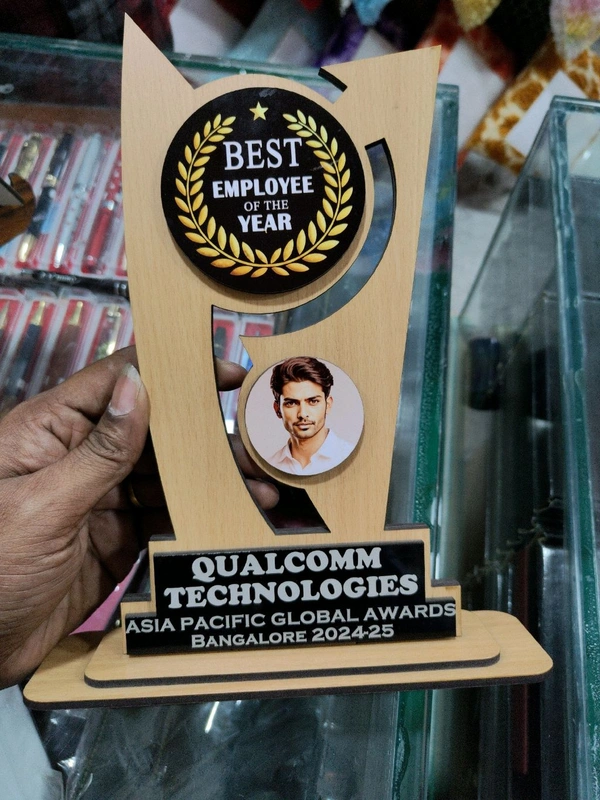 BEST
EMPLOYEE
OF THE
YEAR
QUALCOMM
TECHNOLOGIES
ASIA PACIFIC GLOBAL AWARDS
BANGALORE 2024-25